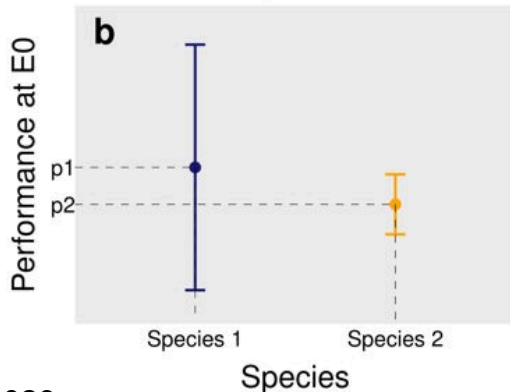 b
Performance at E0
p1
p2
Species 1 Species 2
Species